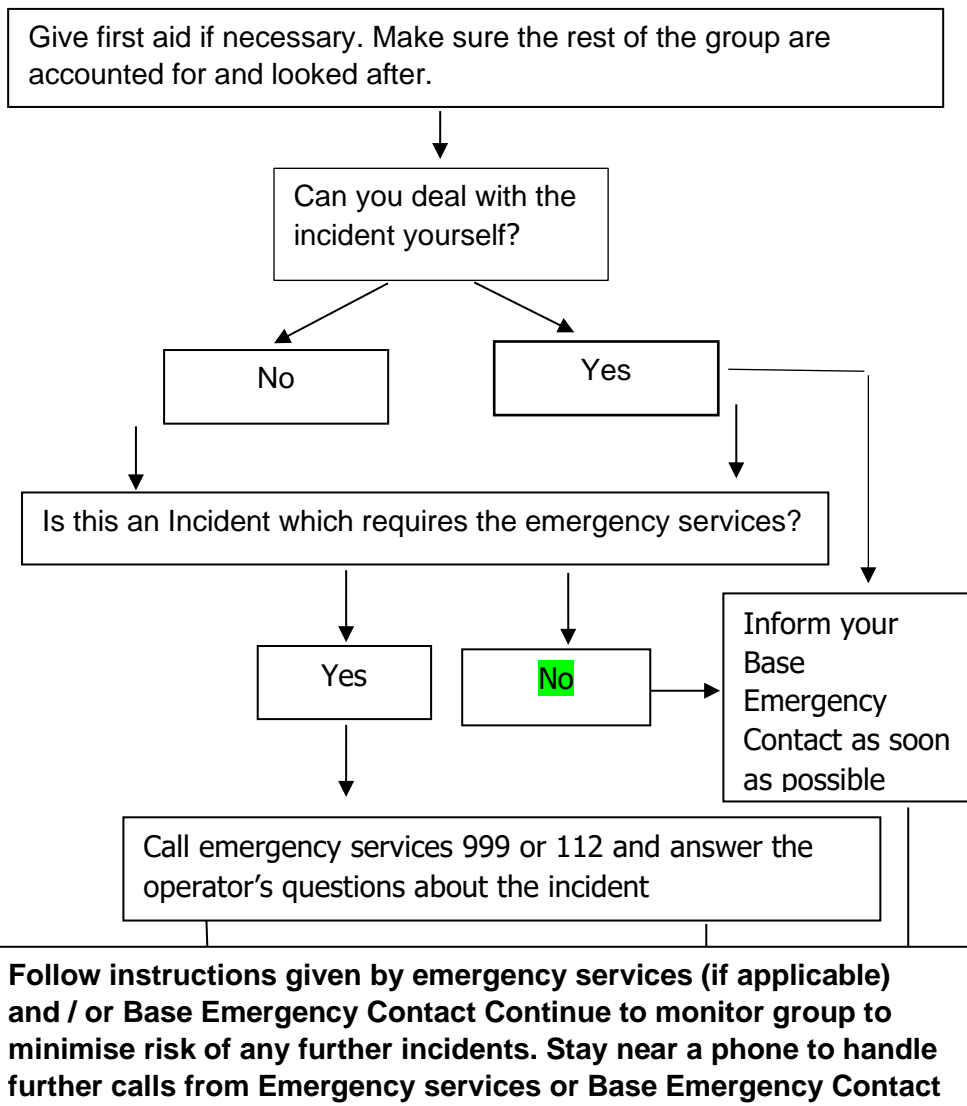 Give first aid if necessary. Make sure the rest of the group are
accounted for and looked after.
Can you deal with the
incident yourself?
No
Yes
Is this an Incident which requires the emergency services?
Yes
No
Inform your
Base
Emergency
Contact as soon
as possible
Call emergency services 999 or 112 and answer the
operator’s questions about the incident
Follow instructions given by emergency services (if applicable)
and / or Base Emergency Contact Continue to monitor group to
minimise risk of any further incidents. Stay near a phone to handle
further calls from Emergency services or Base Emergency Contact